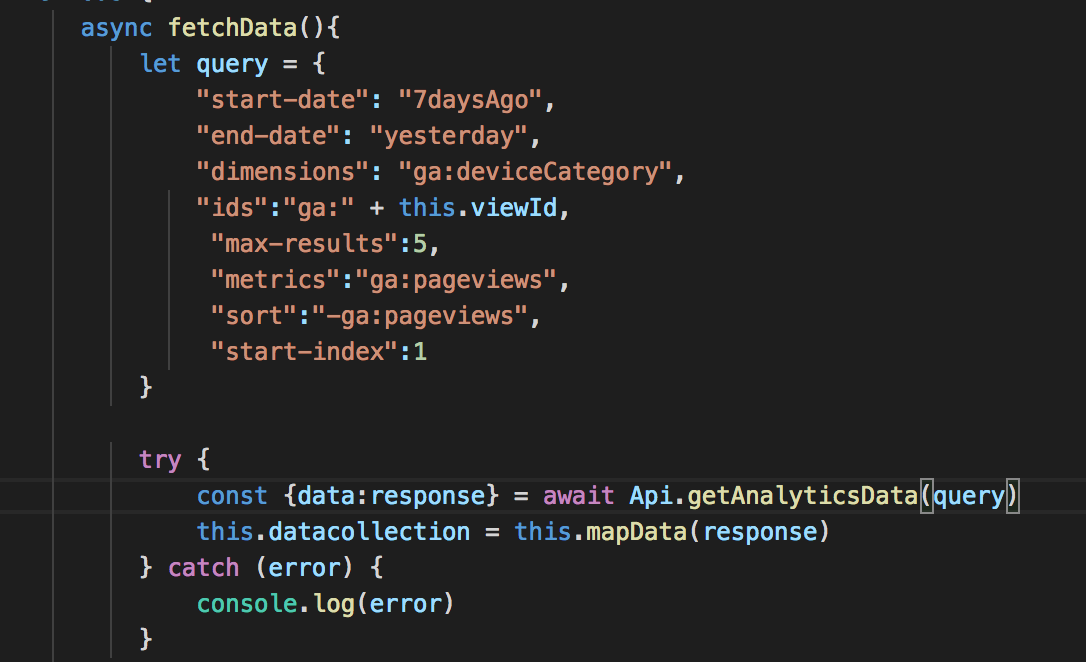 async fetchData(){
let query = {
"start-date": "7daysAgo",
"end-date": "yesterday",
"dimensions": "ga:deviceCategory",
"ids":"ga:" + this.viewId,
"max-results":5,
"metrics":"ga:pageviews",
"sort":"-ga:pageviews",
"start-index":1
}
try {
const {data:response} = await Api.getAnalyticsData(query)
this.datacollection = this.mapData(response)
} catch (error) {
console.log(error)
}